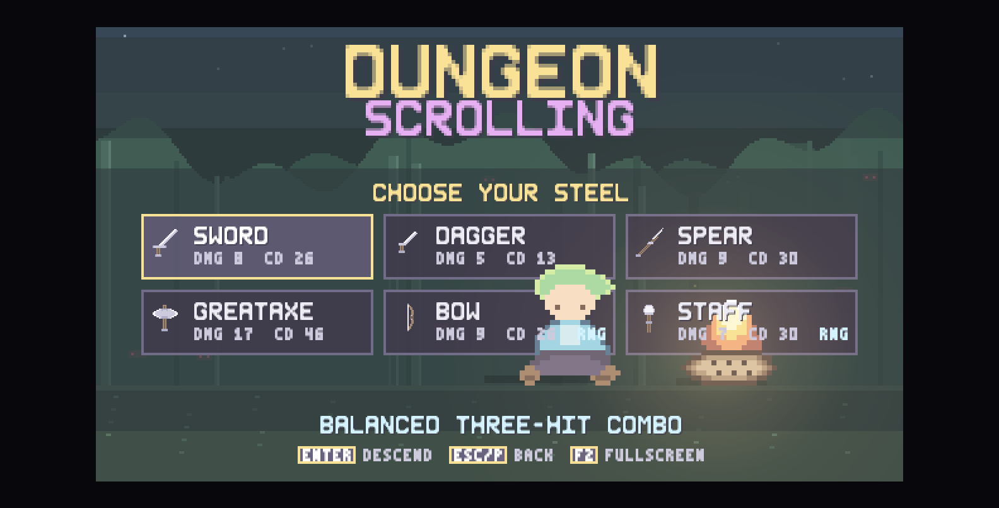 DUNGEON
SCROLLING
CHOOSE YOUR STEEL
SWORD
DMG 8 CD 26
DAGGER
DMG 5 CD 13
SPEAR
DMG 9 CD 30
GREATAXE
DMG 17 CD 46
BOW
DMG 9 CD 26 RNG
STAFF
DMG 7 CD 30 RNG
BALANCED THREE-HIT COMBO
ENTER DESCEND ESC/P BACK F2 FULLSCREEN